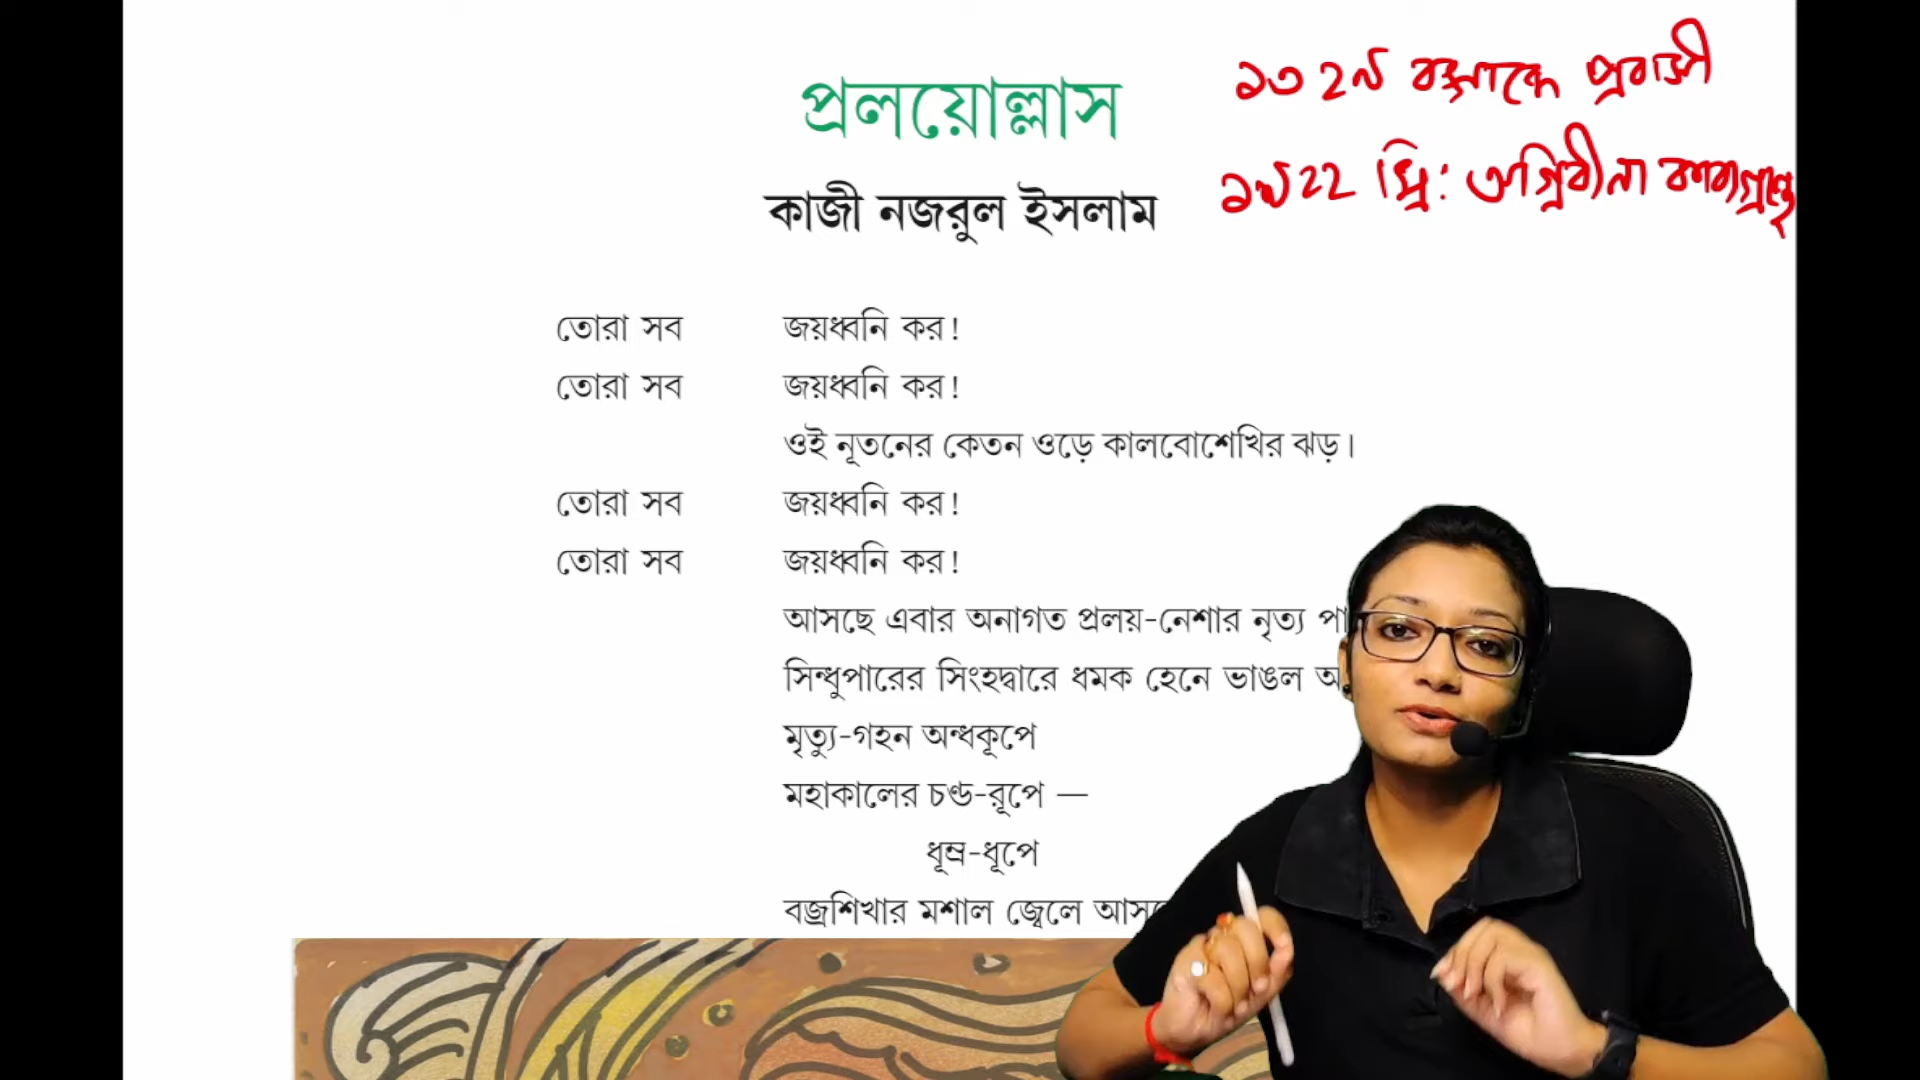 প্রলয়োল্লাস
১৩২৯ বঙ্গাব্দে প্রবাসী
১৯২২ খ্রি: অগ্নিবীণা কাব্যগ্রন্থে
কাজী নজরুল ইসলাম
তোরা সব জয়ধ্বনি কর!
তোরা সব জয়ধ্বনি কর!
ওই নূতনের কেতন ওড়ে কালবোশেখির ঝড়।
তোরা সব জয়ধ্বনি কর!
তোরা সব জয়ধ্বনি কর!
আসছে এবার অনাগত প্রলয়-নেশার নৃত্য
সিন্ধুপারের সিংহদ্বারে ধমক হেনে ভাঙল
মৃত্যু-গহন অন্ধকূপে
মহাকালের চণ্ড-রূপে —
ধূম্র-ধূপে
বজ্রশিখার মশাল জ্বেলে